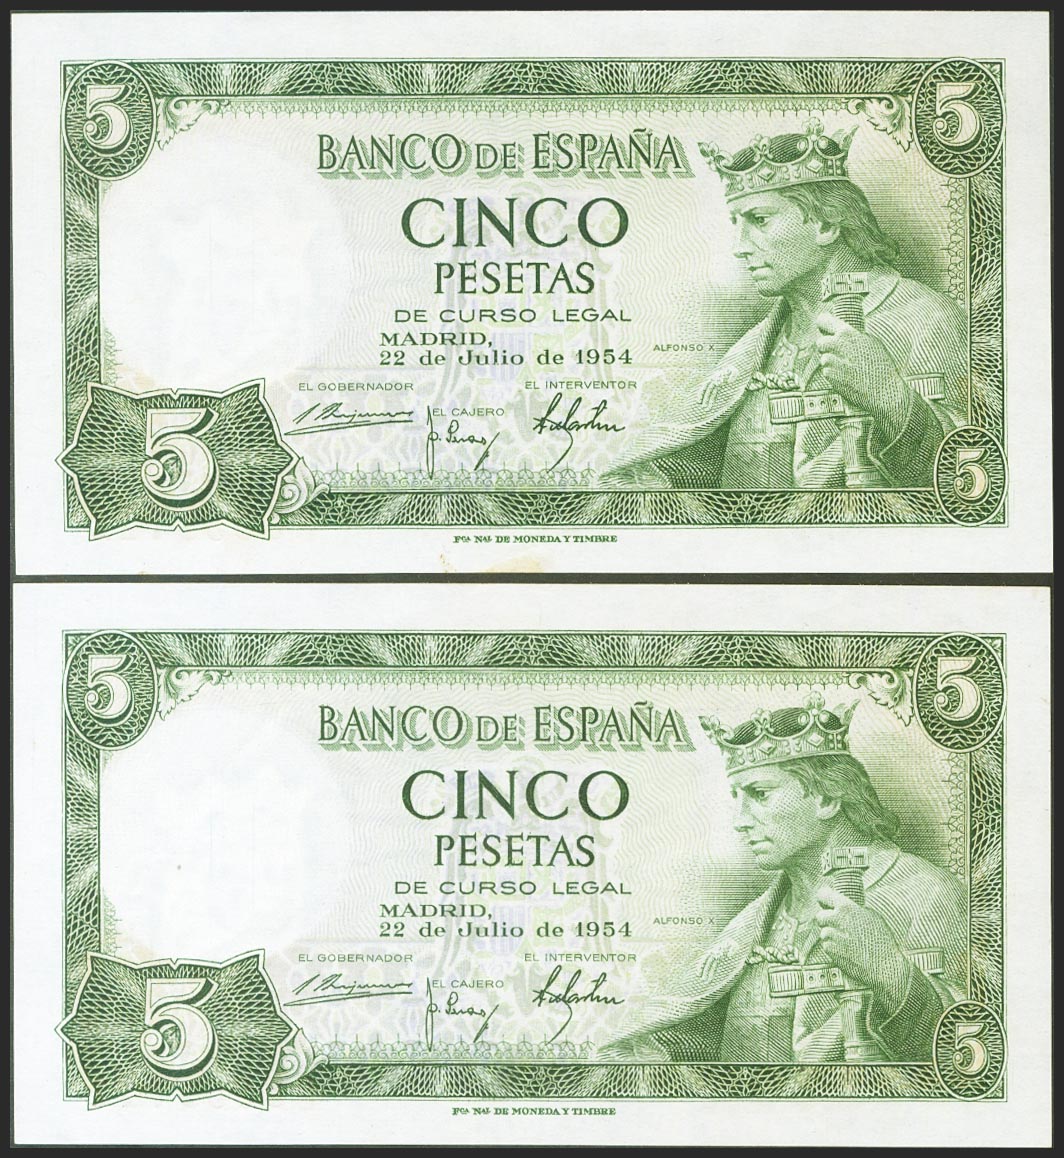 5 5
BANCO DE ESPAÑA
CINCO
PESETAS
DE CURSO LEGAL
MADRID,
22 de Julio de 1954
ALFONSO X
EL GOBERNADOR EL INTERVENTOR
EL CAJERO
5 5
Fca NaL DE MONEDA Y TIMBRE
5 5
BANCO DE ESPAÑA
CINCO
PESETAS
DE CURSO LEGAL
MADRID,
22 de Julio de 1954
ALFONSO X
EL GOBERNADOR EL INTERVENTOR
EL CAJERO
5 5
Fca NaL DE MONEDA Y TIMBRE